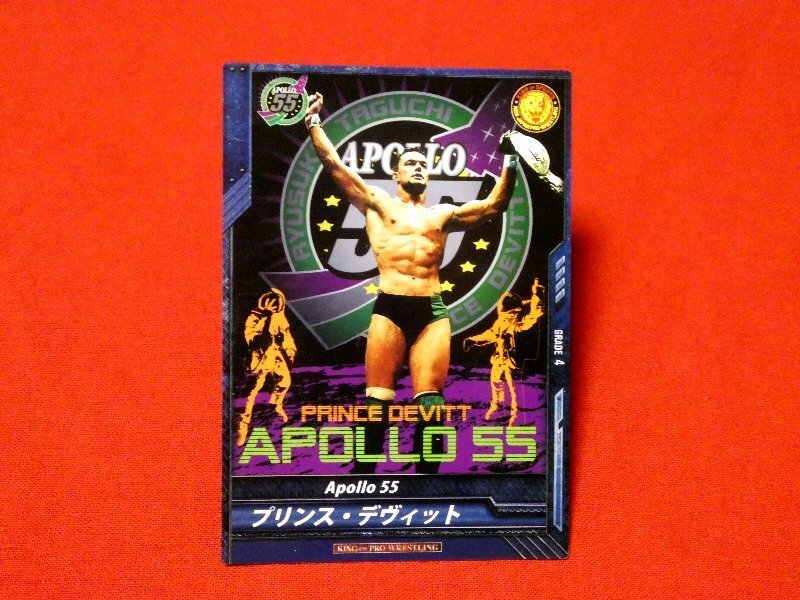 APOLLO
55
RYUSUKE TAGUCHI
APOLLO
55
PRINCE DEVITT
GRADE 4
PRINCE DEVITT
APOLLO 55
Apollo 55
プリンス・デヴィット
KING OF PRO WRESTLING